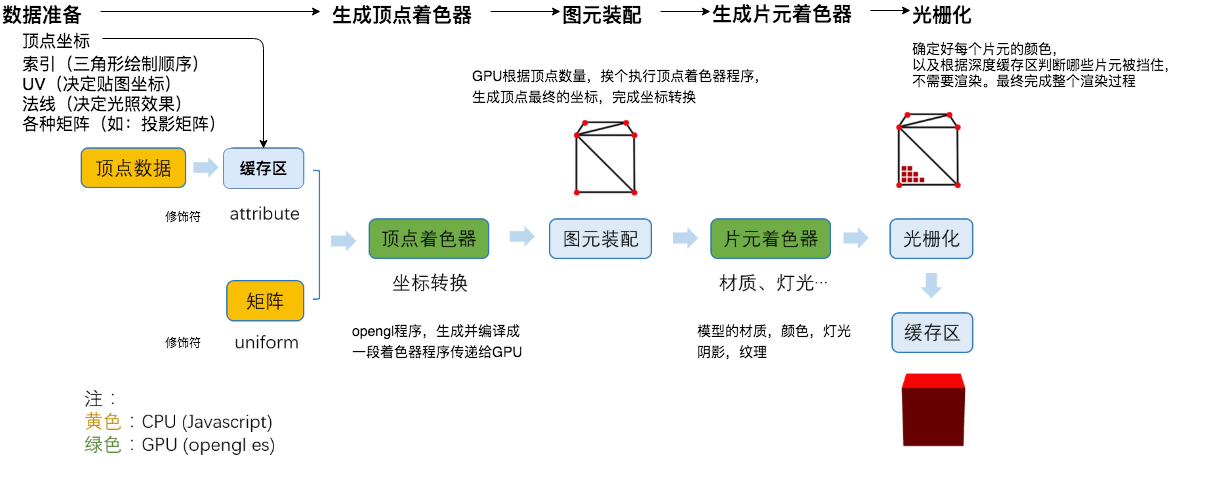 数据准备
生成顶点着色器
图元装配
生成片元着色器
光栅化
顶点坐标
索引（三角形绘制顺序）
UV（决定贴图坐标）
法线（决定光照效果）
各种矩阵（如：投影矩阵）
GPU根据顶点数量，挨个执行顶点着色器程序，
生成顶点最终的坐标，完成坐标转换
确定好每个片元的颜色，
以及根据深度缓存区判断哪些片元被挡住，
不需要渲染。最终完成整个渲染过程
顶点数据
缓存区
修饰符
attribute
顶点着色器
图元装配
片元着色器
光栅化
坐标转换
材质、灯光…
矩阵
修饰符
uniform
opengl程序，生成并编译成
一段着色器程序传递给GPU
模型的材质，颜色，灯光
阴影，纹理
缓存区
注：
黄色：CPU (Javascript)
绿色：GPU (opengl es)